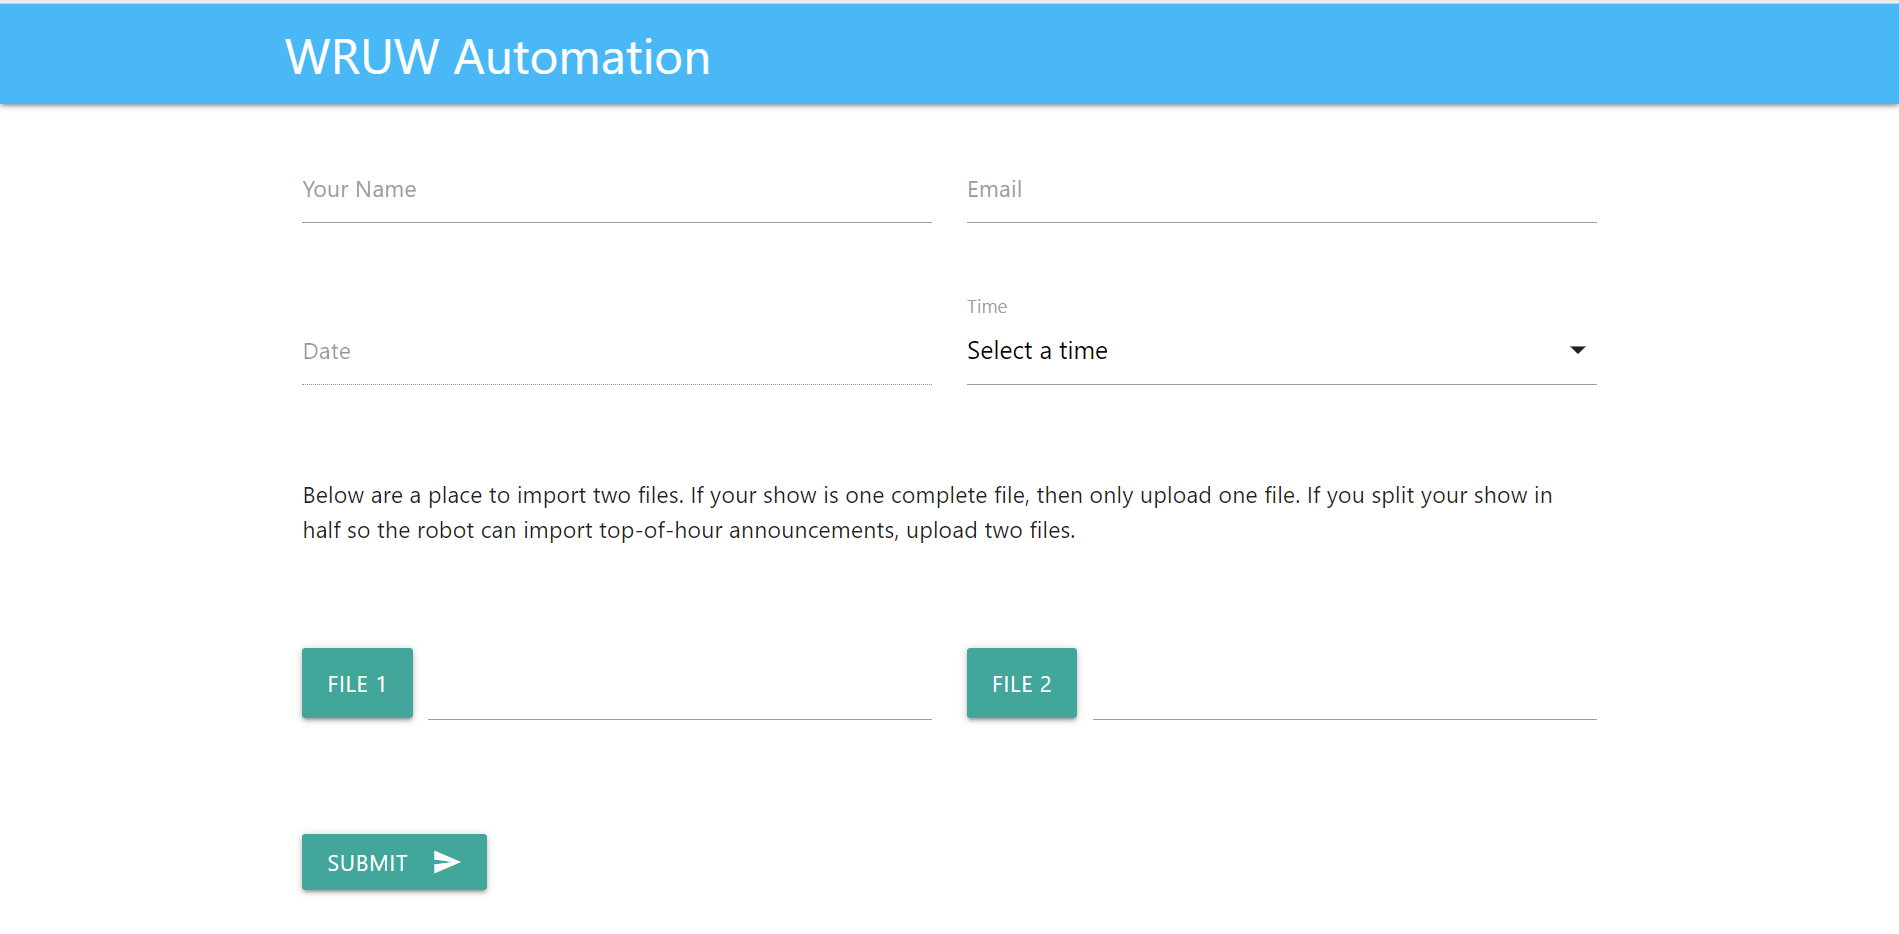 WRUW Automation
Your Name
Email
Time
Date
Select a time
Below are a place to import two files. If your show is one complete file, then only upload one file. If you split your show in
half so the robot can import top-of-hour announcements, upload two files.
FILE 1
FILE 2
SUBMIT